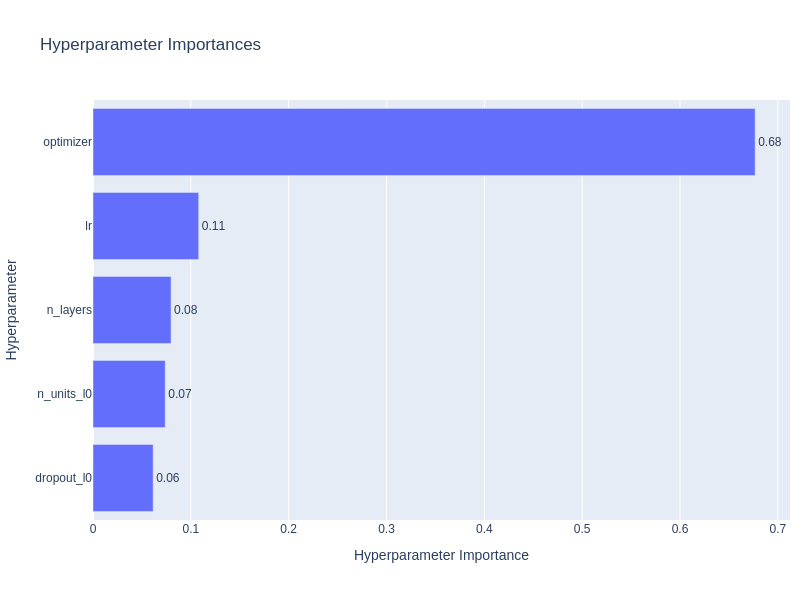 Hyperparameter Importances
Hyperparameter
optimizer
0.68
lr
0.11
n_layers
0.08
n_units_l0
0.07
dropout_l0
0.06
0 0.1 0.2 0.3 0.4 0.5 0.6 0.7
Hyperparameter Importance